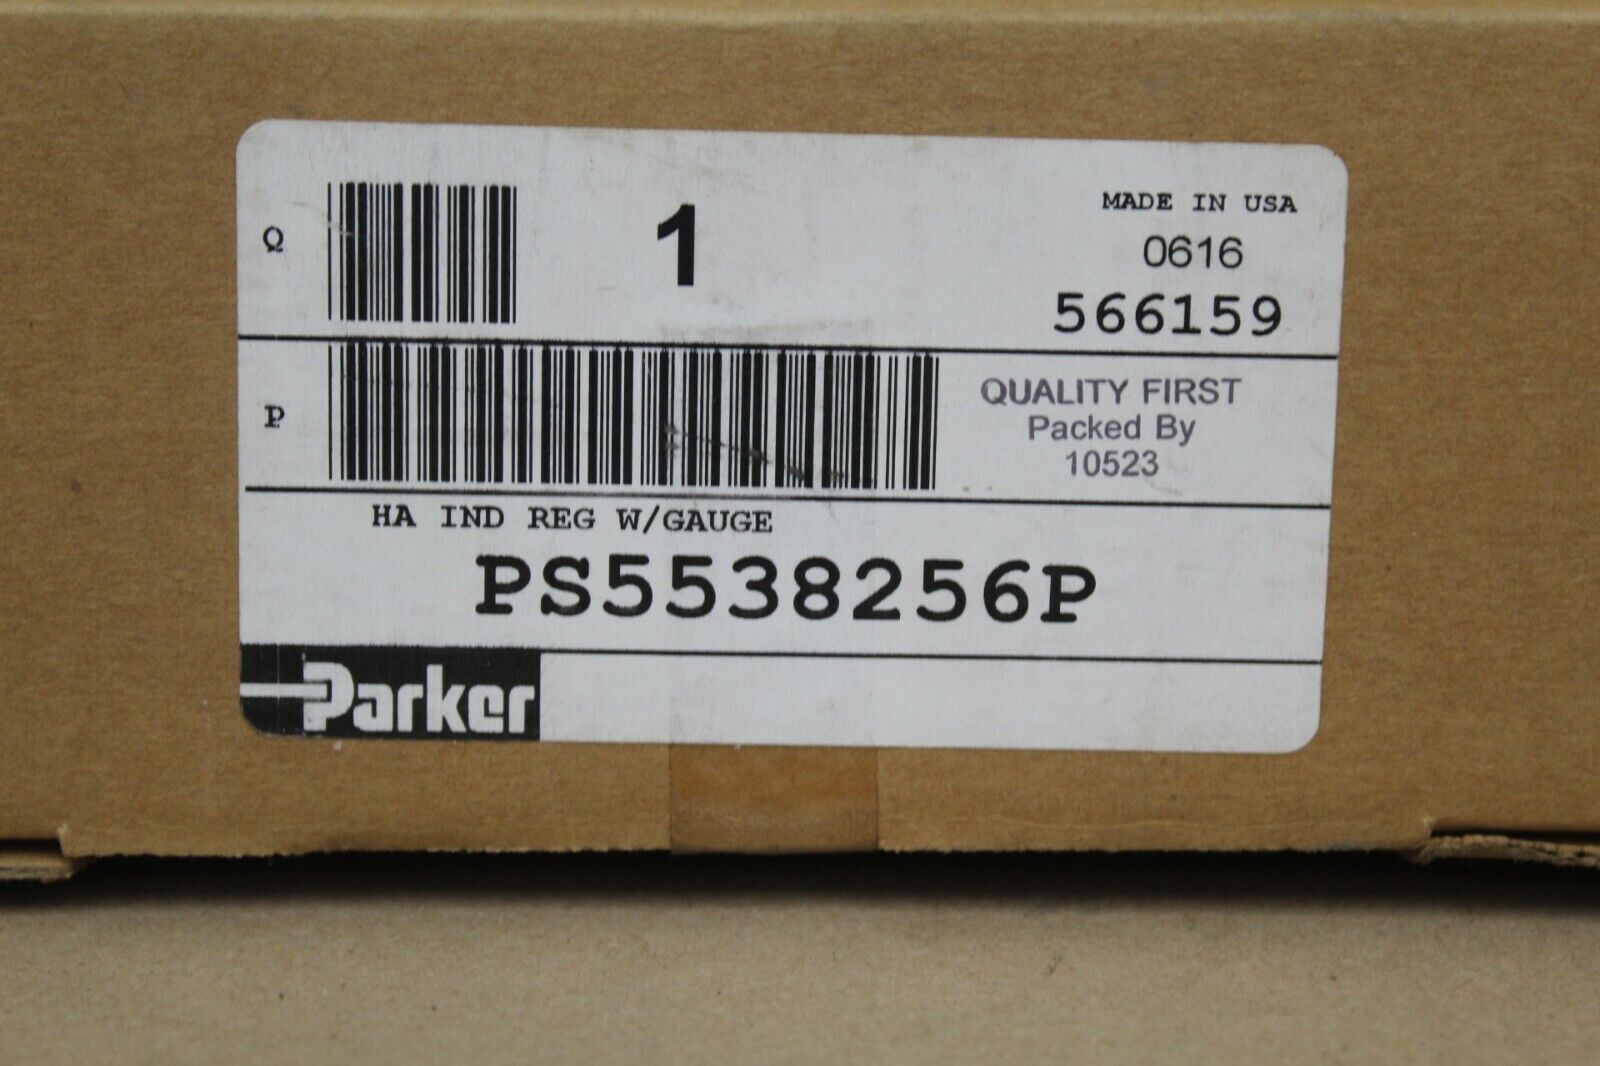 Q
1
MADE IN USA
0616
566159
P
QUALITY FIRST
Packed By
10523
HA IND REG W/GAUGE
PS5538256P
Parker